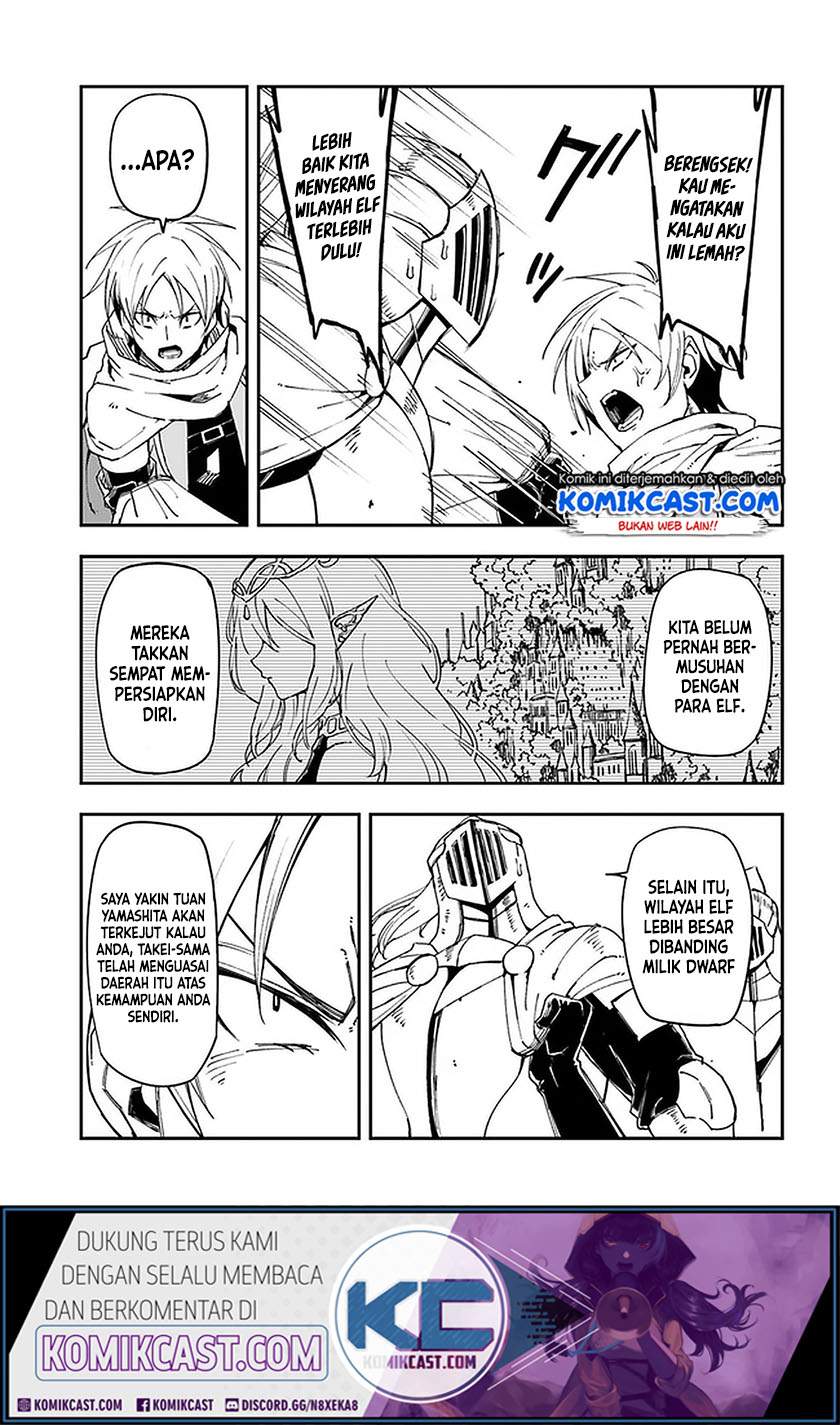 BERENGSEK!
KAU ME-
NGATAKAN
KALAU AKU
INI LEMAH?
グッ
LEBIH
BAIK KITA
MENYERANG
WILAYAH ELF
TERLEBIH
DULU!
...APA?
Komik ini diterjemahkan & diedit oleh
KOMIKCAST.COM
BUKAN WEB LAIN!!
KITA BELUM
PERNAH BER-
MUSUHAN
DENGAN
PARA ELF.
MEREKA
TAKKAN
SEMPAT MEM-
PERSIAPKAN
DIRI.
SELAIN ITU,
WILAYAH ELF
LEBIH BESAR
DIBANDING
MILIK DWARF
SAYA YAKIN TUAN
YAMASHITA AKAN
TERKEJUT KALAU
ANDA, TAKEI-SAMA
TELAH MENGUASAI
DAERAH ITU ATAS
KEMAMPUAN ANDA
SENDIRI.
DUKUNG TERUS KAMI
DENGAN SELALU MEMBACA
DAN BERKOMENTAR DI
KOMIKCAST.COM
KC
KOMIKCAST.COM
KOMIKCAST.COM KOMIKCAST DISCORD.GG/N8XEKA8